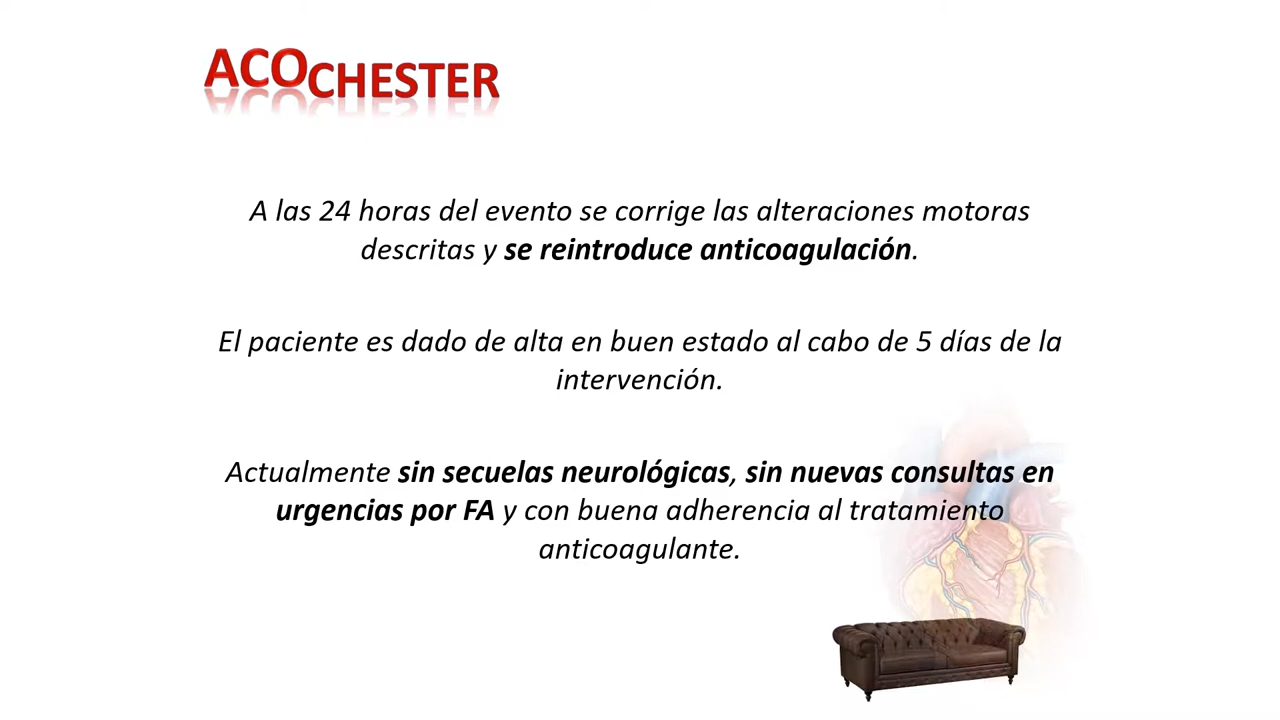 ACOCHESTER
A las 24 horas del evento se corrige las alteraciones motoras
descritas y se reintroduce anticoagulación.
El paciente es dado de alta en buen estado al cabo de 5 días de la
intervención.
Actualmente sin secuelas neurológicas, sin nuevas consultas en
urgencias por FA y con buena adherencia al tratamiento
anticoagulante.